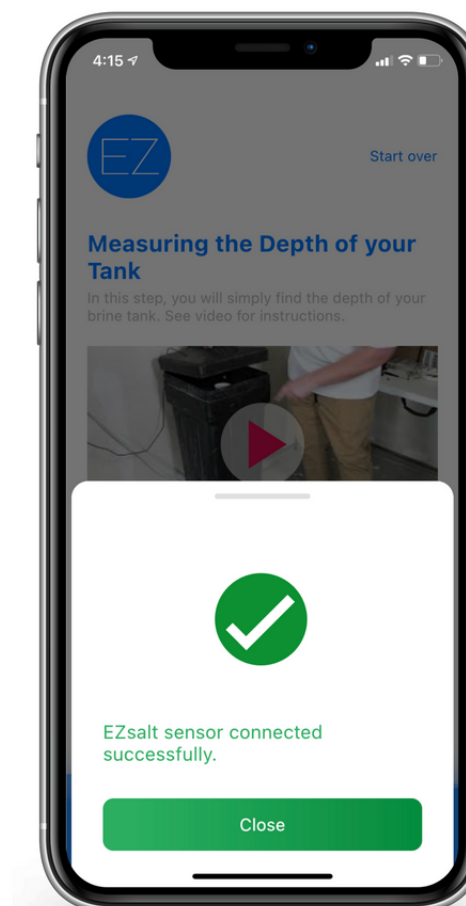 4:15
EZ
Start over
Measuring the Depth of your
Tank
In this step, you will simply find the depth of your
brine tank. See video for instructions.
EZsalt sensor connected
successfully.
Close